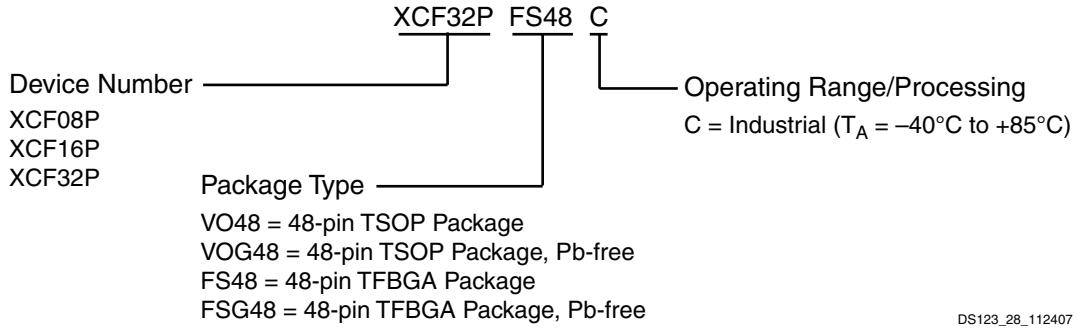 XCF32P FS48 C
Device Number
XCF08P
XCF16P
XCF32P
Operating Range/Processing
C = Industrial (TA = –40°C to +85°C)
Package Type
VO48 = 48-pin TSOP Package
VOG48 = 48-pin TSOP Package, Pb-free
FS48 = 48-pin TFBGA Package
FSG48 = 48-pin TFBGA Package, Pb-free
DS123_28_112407